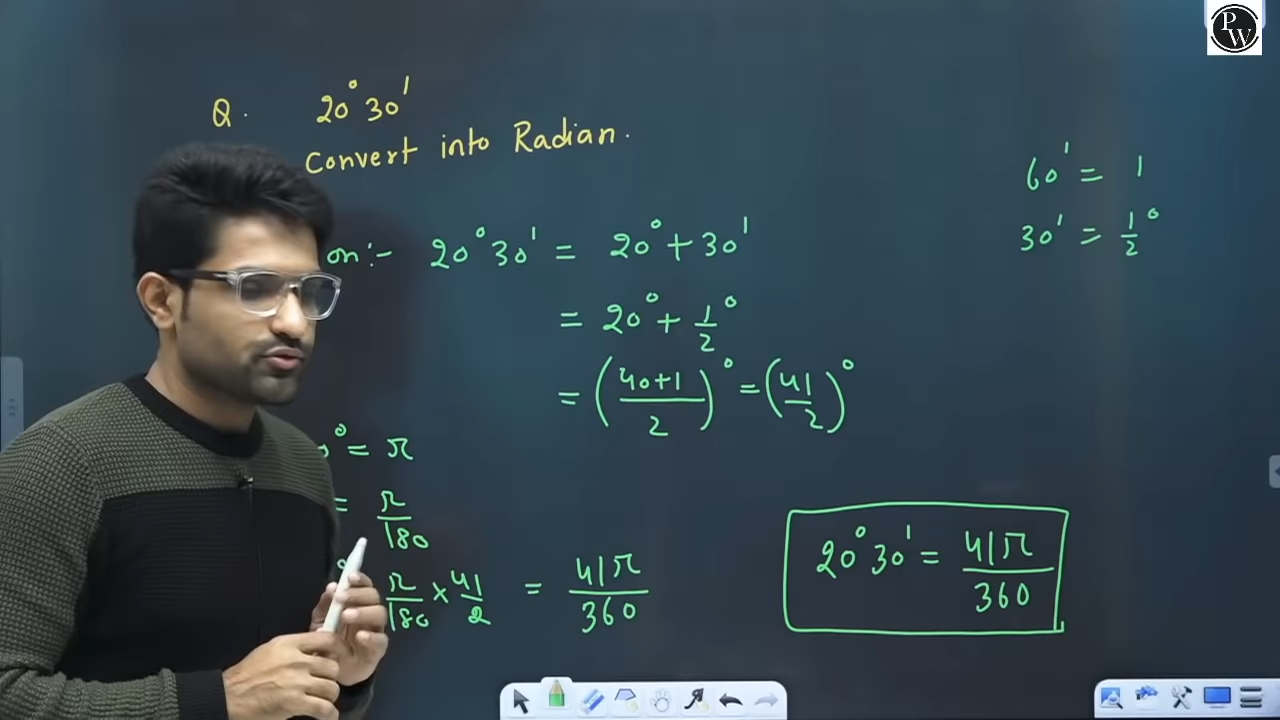 PW
Q. 20° 30'
Convert into Radian.
60' = 1
30' = 1/2°
on:- 20° 30' = 20° + 30'
= 20° + 1/2°
= (40+1/2)° = (41/2)°
° = π
= π/180
° π/180 × 41/2 = 41π/360
20° 30' = 41π/360